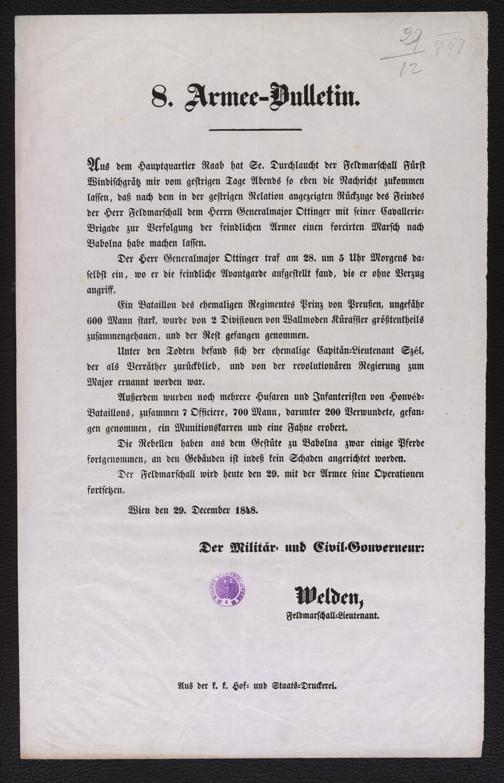 29
12
848
8. Armee-Bulletin.
Aus dem Hauptquartier Raab hat Se. Durchlaucht der Feldmarschall Fürst
Windischgrätz mir vom gestrigen Tage Abends so eben die Nachricht zukommen
lassen, daß nach dem in der gestrigen Relation angezeigten Rückzuge des Feindes
der Herr Feldmarschall dem Herrn Generalmajor Ottinger mit seiner Cavallerie-
Brigade zur Verfolgung der feindlichen Armee einen forcirten Marsch nach
Babolna habe machen lassen.
Der Herr Generalmajor Ottinger traf am 28. um 5 Uhr Morgens da-
selbst ein, wo er die feindliche Avantgarde aufgestellt fand, die er ohne Verzug
angriff.
Ein Bataillon des ehemaligen Regimentes Prinz von Preußen, ungefähr
600 Mann stark, wurde von 2 Divisionen von Wallmoden Kürassier größtentheils
zusammengehauen, und der Rest gefangen genommen.
Unter den Todten befand sich der ehemalige Capitän-Lieutenant Szél,
der als Verräther zurückblieb, und von der revolutionären Regierung zum
Major ernannt worden war.
Außerdem wurden noch mehrere Husaren und Infanteristen von Honvéd-
Bataillons, zusammen 7 Officiere, 700 Mann, darunter 200 Verwundete, gefan-
gen genommen, ein Munitionskarren und eine Fahne erobert.
Die Rebellen haben aus dem Gestüte zu Babolna zwar einige Pferde
fortgenommen, an den Gebäuden ist indeß kein Schaden angerichtet worden.
Der Feldmarschall wird heute den 29. mit der Armee seine Operationen
fortsetzen.
Wien den 29. December 1848.
Der Militär- und Civil-Gouverneur:
Welden,
Feldmarschall-Lieutenant.
Aus der k. k. Hof- und Staats-Druckerei.